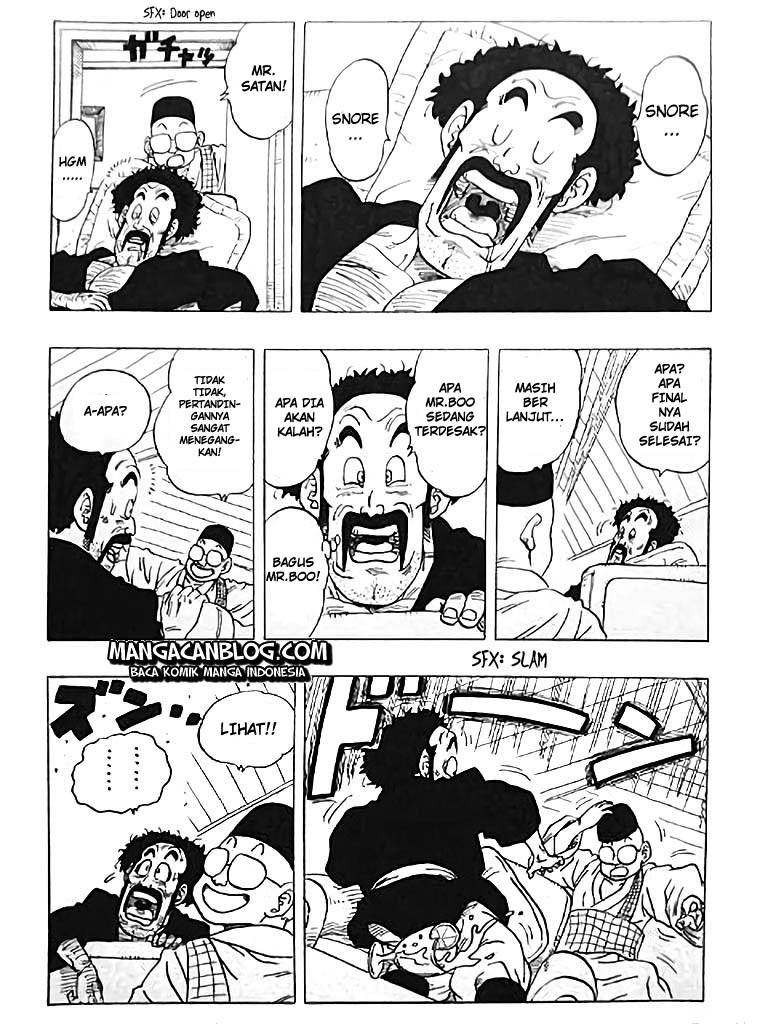 SNORE
...
SNORE
...
SFX: Door open
ガチャッ
MR.
SATAN!
HGM
.....
APA?
APA
FINAL
NYA
SUDAH
SELESAI?
MASIH
BER
LANJUT...
APA
MR.BOO
SEDANG
TERDESAK?
APA DIA
AKAN
KALAH?
BAGUS
MR.BOO!
TIDAK
TIDAK,
PERTANDIN-
GANNYA
SANGAT
MENEGANG-
KAN!
A-APA?
MANGACANBLOG.COM
BACA KOMIK MANGA INDONESIA
SFX: SLAM
ドーン
LIHAT!!
ズン..
......
......